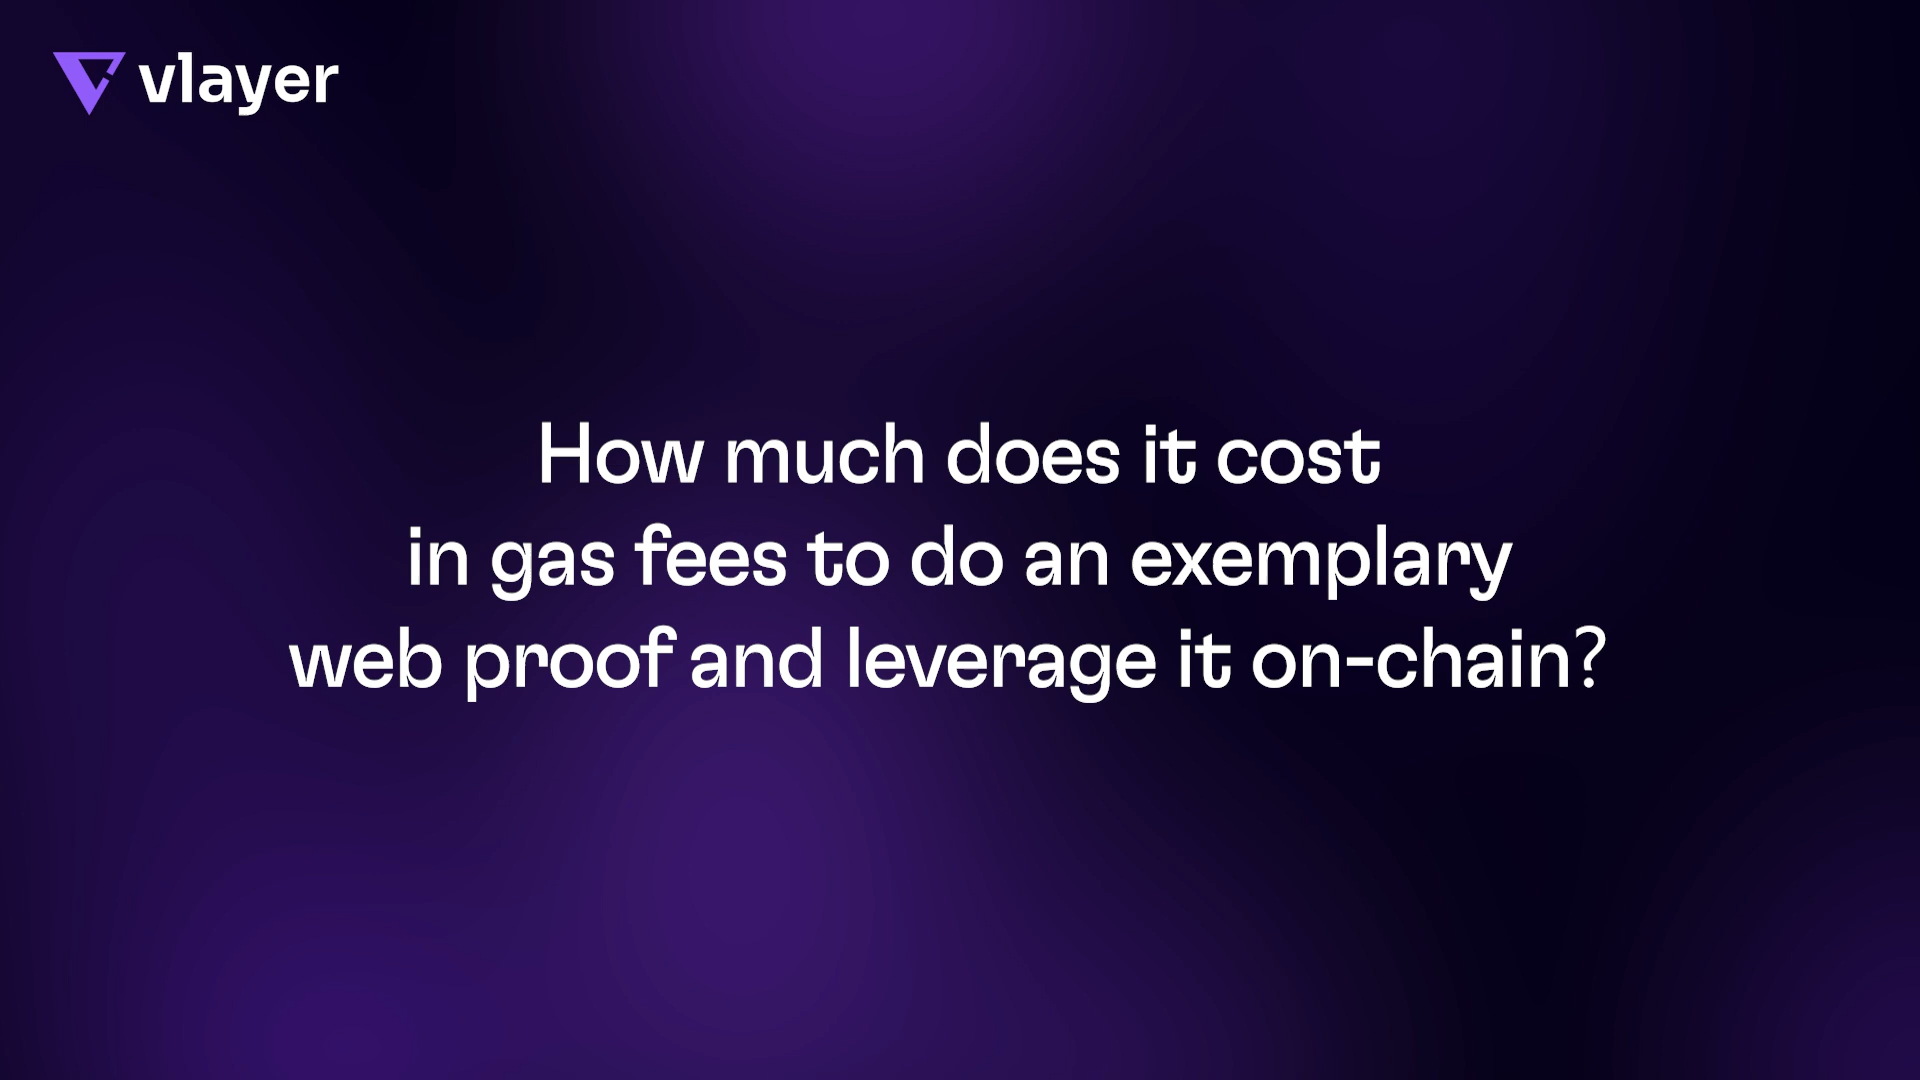 vlayer
How much does it cost
in gas fees to do an exemplary
web proof and leverage it on-chain?